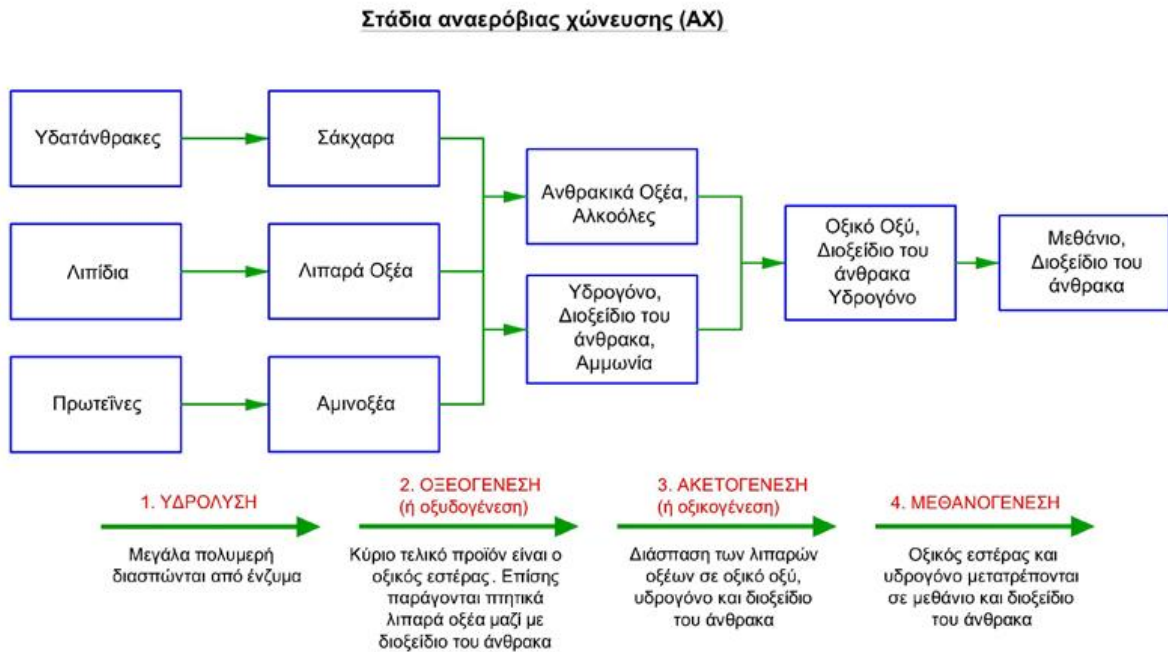 Στάδια αναερόβιας χώνευσης (ΑΧ)
Υδατάνθρακες
Σάκχαρα
Λιπίδια
Λιπαρά Οξέα
Πρωτεΐνες
Αμινοξέα
Ανθρακικά Οξέα,
Αλκοόλες
Υδρογόνο,
Διοξείδιο του
άνθρακα,
Αμμωνία
Οξικό Οξύ,
Διοξείδιο του
άνθρακα
Υδρογόνο
Μεθάνιο,
Διοξείδιο του
άνθρακα
1. ΥΔΡΟΛΥΣΗ
Μεγάλα πολυμερή
διασπώνται από ένζυμα
2. ΟΞΕΟΓΕΝΕΣΗ
(ή οξυδογένεση)
Κύριο τελικό προϊόν είναι ο
οξικός εστέρας. Επίσης
παράγονται πτητικά
λιπαρά οξέα μαζί με
διοξείδιο του άνθρακα
3. ΑΚΕΤΟΓΕΝΕΣΗ
(ή οξικογένεση)
Διάσπαση των λιπαρών
οξέων σε οξικό οξύ,
υδρογόνο και διοξείδιο
του άνθρακα
4. ΜΕΘΑΝΟΓΕΝΕΣΗ
Οξικός εστέρας και
υδρογόνο μετατρέπονται
σε μεθάνιο και διοξείδιο
του άνθρακα